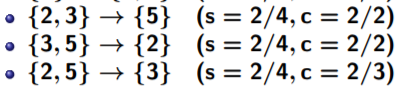 • {2,3} → {5} (s = 2/4, c = 2/2)
• {3,5} → {2} (s = 2/4, c = 2/2)
• {2,5} → {3} (s = 2/4, c = 2/3)